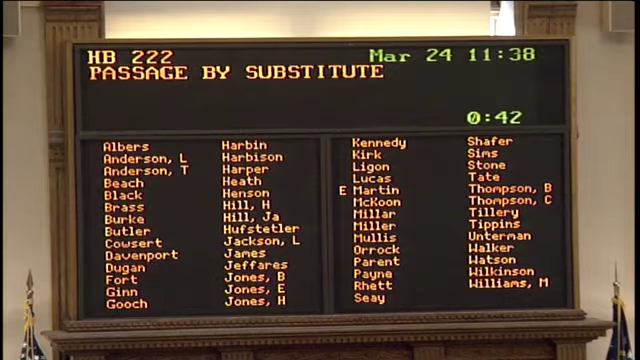 HB 222
Mar 24 11:38
PASSAGE BY SUBSTITUTE
0:42
Albers
Anderson, L
Anderson, T
Beach
Black
Brass
Burke
Butler
Cowsert
Davenport
Dugan
Fort
Ginn
Gooch
Harbin
Harbison
Harper
Heath
Henson
Hill, H
Hill, Ja
Hufstetler
Jackson, L
James
Jeffares
Jones, B
Jones, E
Jones, H
Kennedy
Kirk
Ligon
Lucas
E Martin
McKoon
Millar
Miller
Mullis
Orrock
Parent
Payne
Rhett
Seay
Shafer
Sims
Stone
Tate
Thompson, B
Thompson, C
Tillery
Tippins
Unterman
Walker
Watson
Wilkinson
Williams, M